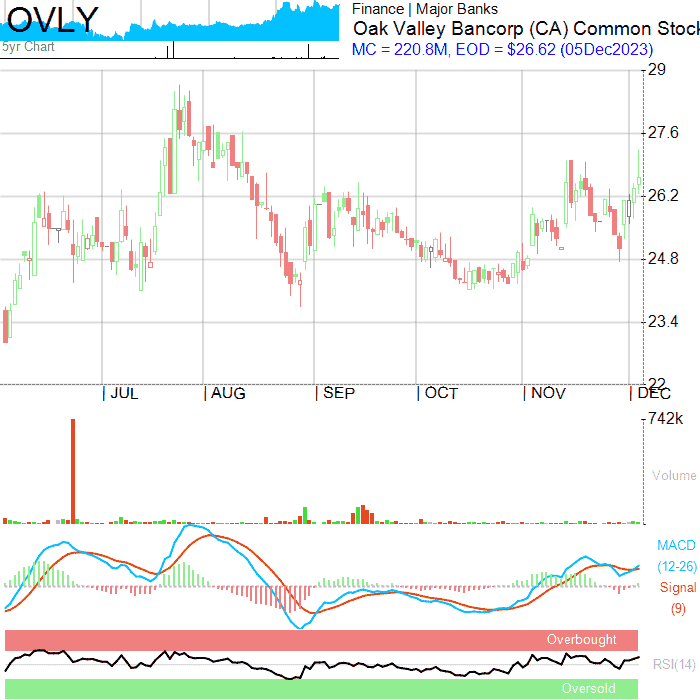 OVLY
5yr Chart
Finance | Major Banks
Oak Valley Bancorp (CA) Common Stock
MC = 220.8M, EOD = $26.62 (05Dec2023)
29
27.6
26.2
24.8
23.4
22
| JUL | AUG | SEP | OCT | NOV | DEC
742k
Volume
MACD
(12-26)
Signal
(9)
Overbought
RSI(14)
Oversold